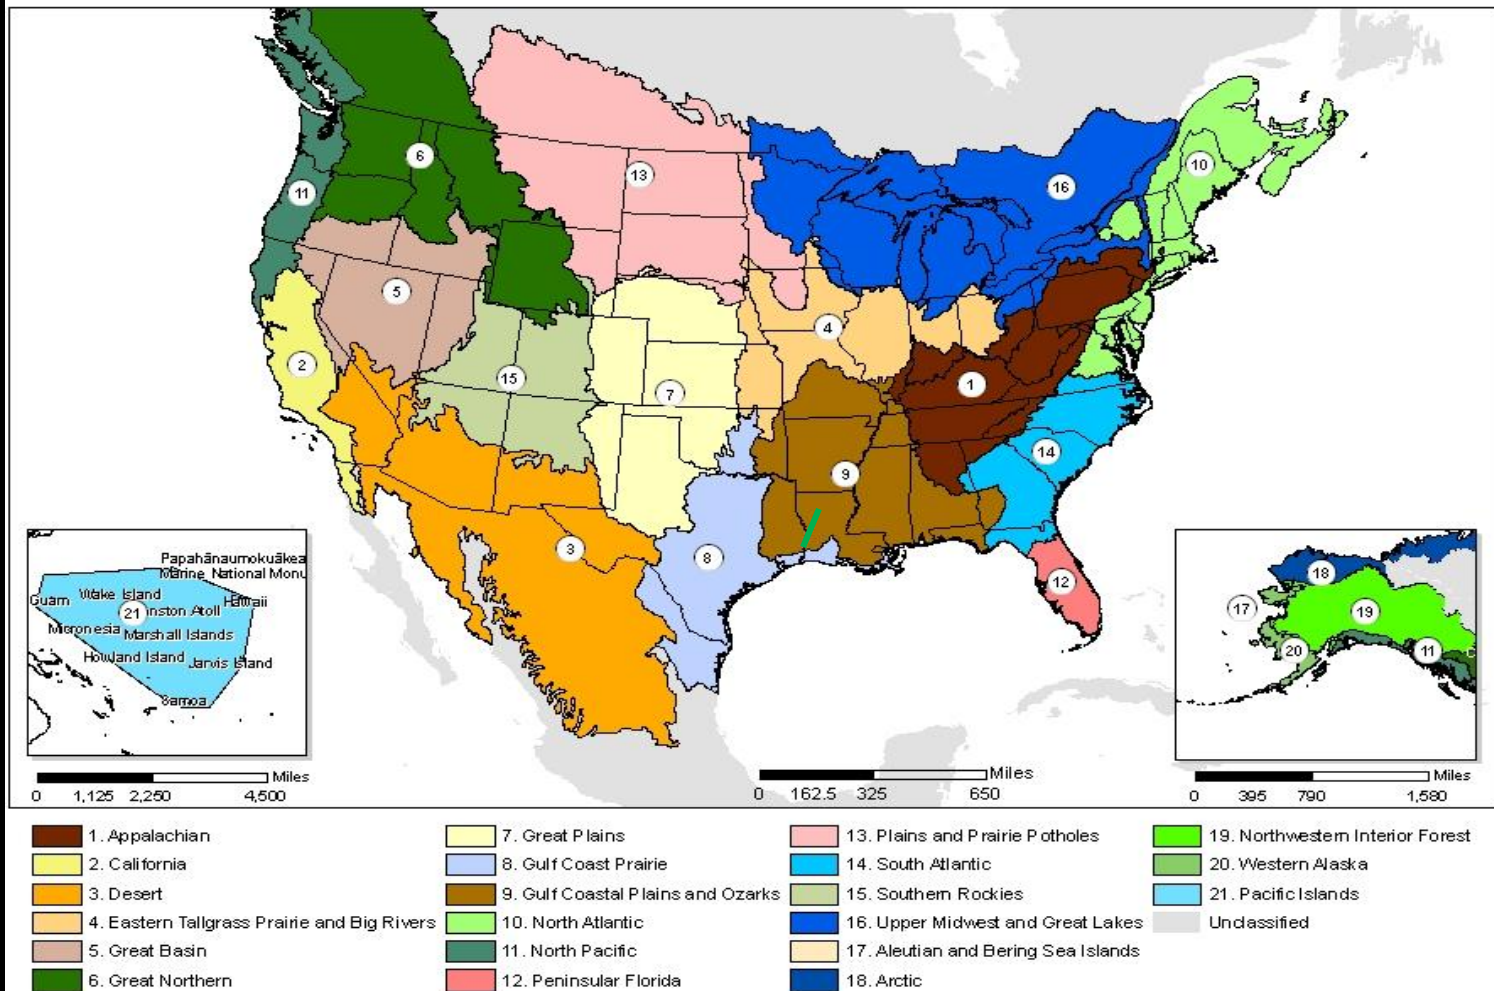 6
13
11
10
16
5
4
2
15
7
1
9
14
3
8
12
Papahānaumokuākea
Marine National Monu
Guam
Wake Island
21
nston Atoll
Hawaii
Micronesia
Marshall Islands
Howland Island
Jarvis Island
Samoa
18
17
19
20
11
Miles
0 1,125 2,250 4,500
Miles
0 162.5 325 650
Miles
0 395 790 1,580
1. Appalachian
2. California
3. Desert
4. Eastern Tallgrass Prairie and Big Rivers
5. Great Basin
6. Great Northern
7. Great Plains
8. Gulf Coast Prairie
9. Gulf Coastal Plains and Ozarks
10. North Atlantic
11. North Pacific
12. Peninsular Florida
13. Plains and Prairie Potholes
14. South Atlantic
15. Southern Rockies
16. Upper Midwest and Great Lakes
17. Aleutian and Bering Sea Islands
18. Arctic
19. Northwestern Interior Forest
20. Western Alaska
21. Pacific Islands
Unclassified